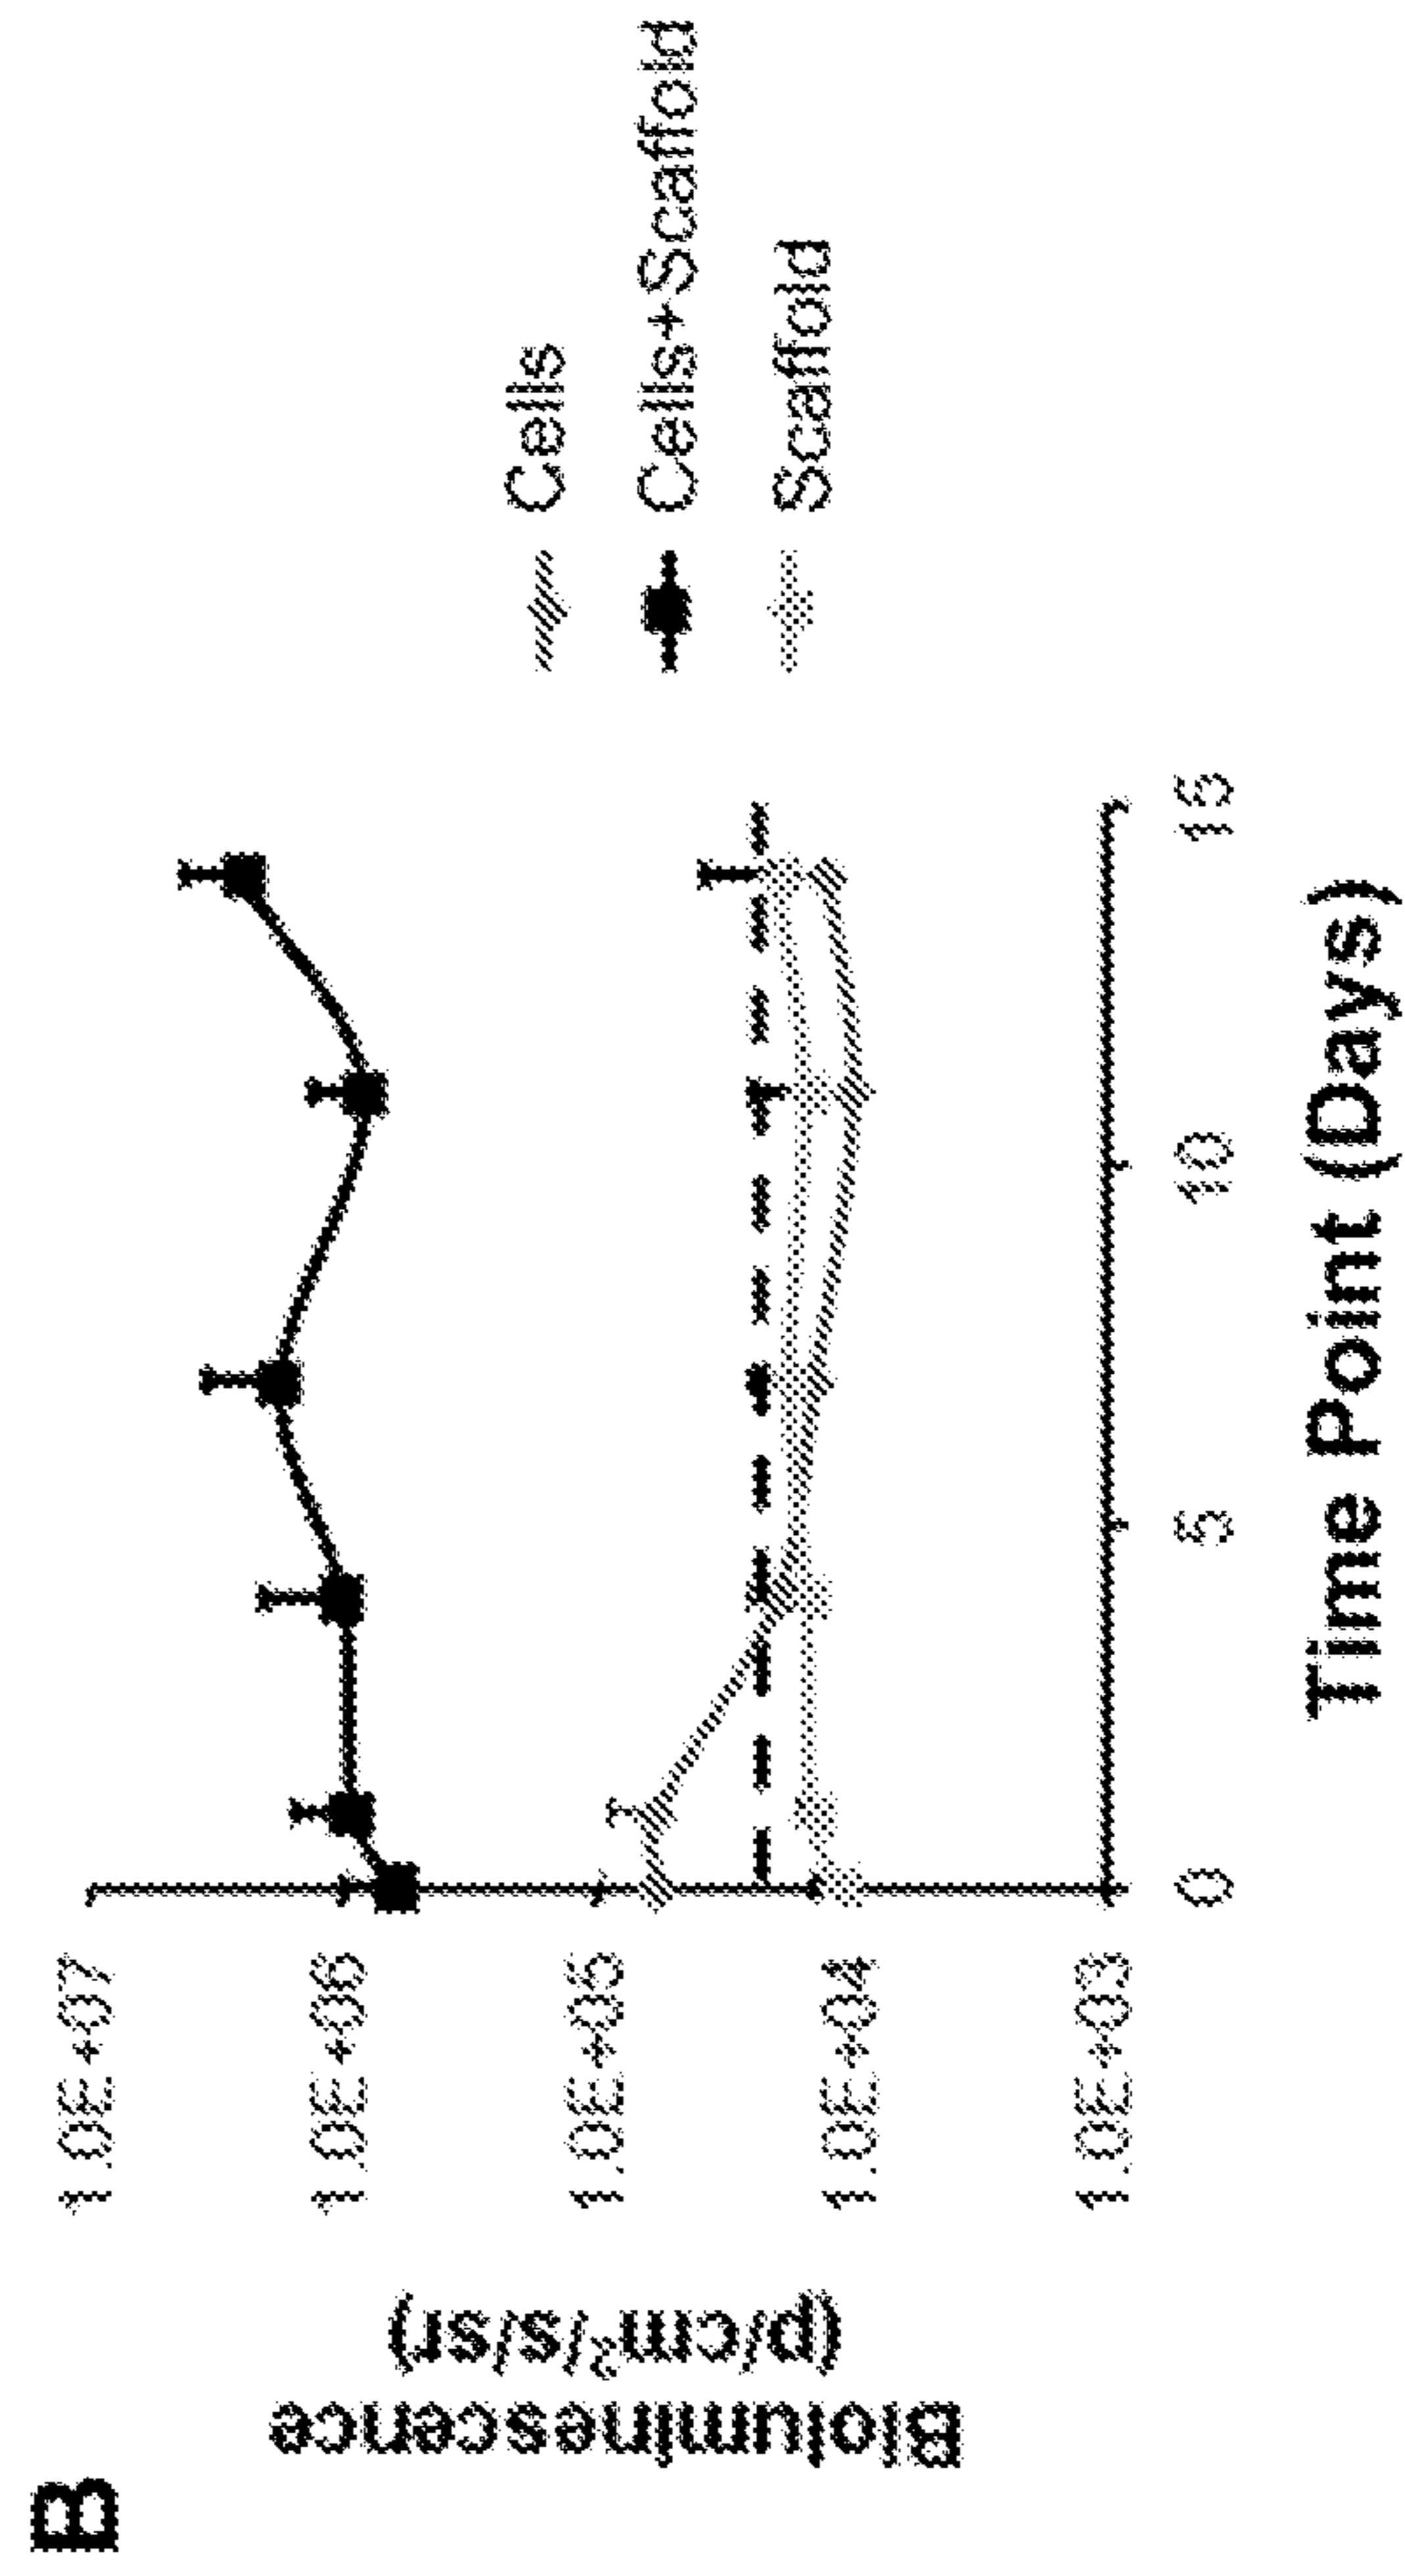 B
Bioluminescence
(p/cm²/s/sr)
1.0E+07
1.0E+06
1.0E+05
1.0E+04
1.0E+03
0
5
10
15
Time Point (Days)
Cells
Cells+Scaffold
Scaffold